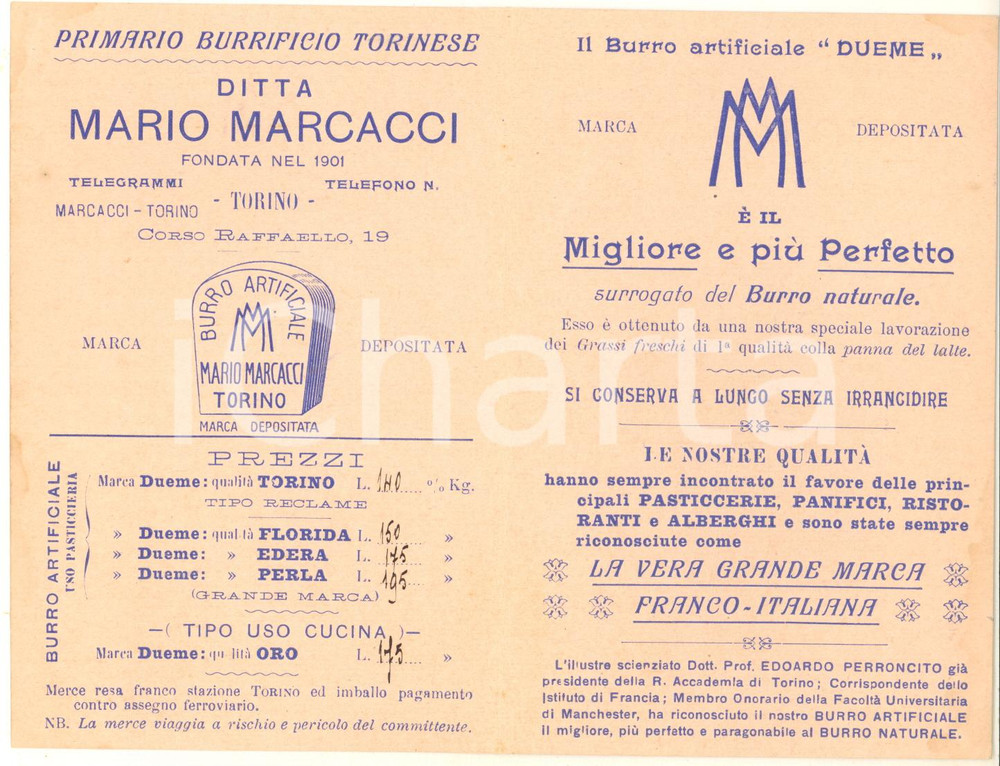 PRIMARIO BURRIFICIO TORINESE
DITTA
MARIO MARCACCI
FONDATA NEL 1901
TELEGRAMMI
MARCACCI - TORINO
- TORINO -
TELEFONO N.
CORSO RAFFAELLO, 19
MARCA
BURRO ARTIFICIALE
MARIO MARCACCI
TORINO
DEPOSITATA
MARCA DEPOSITATA
BURRO ARTIFICIALE
USO PASTICCIERIA
PREZZI
Marca Dueme: qualità TORINO L. 140 % Kg.
TIPO RECLAME
» Dueme: qualità FLORIDA L. 150 »
» Dueme: » EDERA L. 175 »
» Dueme: » PERLA L. 195 »
(GRANDE MARCA)
—( TIPO USO CUCINA )—
Marca Dueme: qualità ORO L. 175 »
Merce resa franco stazione TORINO ed imballo pagamento
contro assegno ferroviario.
NB. La merce viaggia a rischio e pericolo del committente.
Il Burro artificiale “ DUEME „
MARCA
DEPOSITATA
È IL
Migliore e più Perfetto
surrogato del Burro naturale.
Esso è ottenuto da una nostra speciale lavorazione
dei Grassi freschi di 1ª qualità colla panna del latte.
SI CONSERVA A LUNGO SENZA IRRANCIDIRE
LE NOSTRE QUALITÀ
hanno sempre incontrato il favore delle prin-
cipali PASTICCERIE, PANIFICI, RISTO-
RANTI e ALBERGHI e sono state sempre
riconosciute come
LA VERA GRANDE MARCA
FRANCO-ITALIANA
L'illustre scienziato Dott. Prof. EDOARDO PERRONCITO già
presidente della R. Accademia di Torino; Corrispondente dello
Istituto di Francia; Membro Onorario della Facoltà Universitaria
di Manchester, ha riconosciuto il nostro BURRO ARTIFICIALE
il migliore, più perfetto e paragonabile al BURRO NATURALE.
iCharta